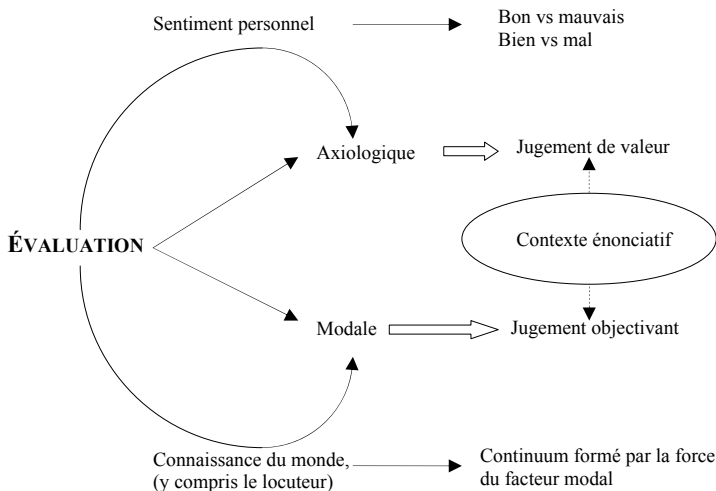 Sentiment personnel
Bon vs mauvais
Bien vs mal
Axiologique
Jugement de valeur
ÉVALUATION
Contexte énonciatif
Modale
Jugement objectivant
Connaissance du monde,
(y compris le locuteur)
Continuum formé par la force
du facteur modal